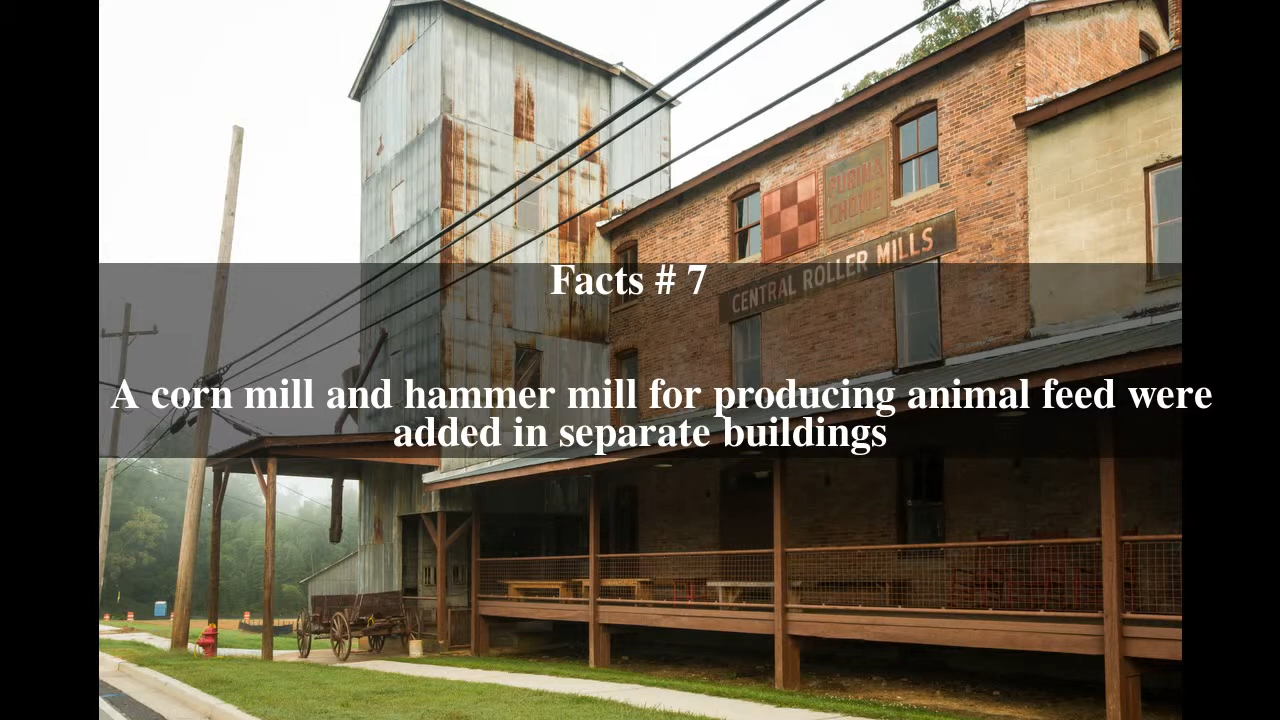 PURINA
CHOWS
CENTRAL ROLLER MILLS
Facts # 7
A corn mill and hammer mill for producing animal feed were
added in separate buildings